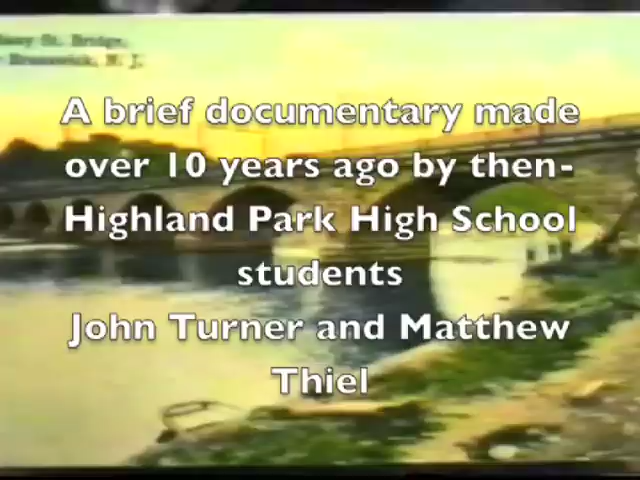 St. Bridge,
Brunswick, N. J.
A brief documentary made
over 10 years ago by then-
Highland Park High School
students
John Turner and Matthew
Thiel